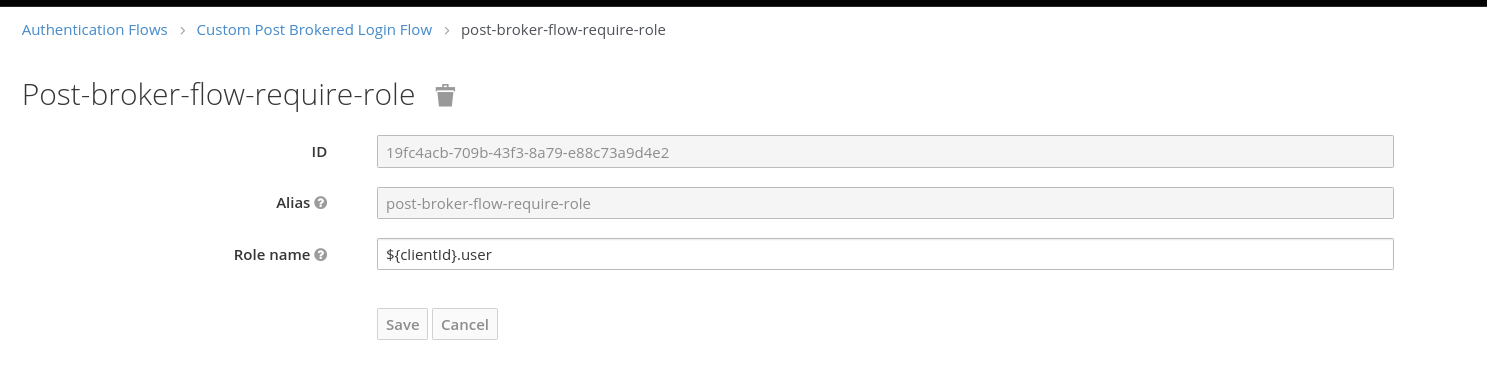 Authentication Flows > Custom Post Brokered Login Flow > post-broker-flow-require-role
Post-broker-flow-require-role
ID 19fc4acb-709b-43f3-8a79-e88c73a9d4e2
Alias ? post-broker-flow-require-role
Role name ? ${clientId}.user
Save Cancel